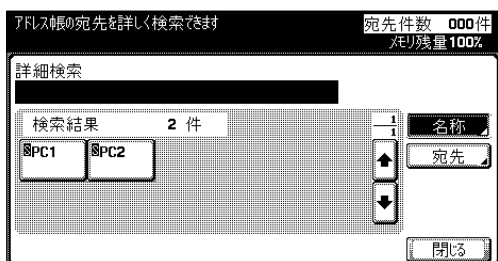 アドレス帳の宛先を詳しく検索できます
宛先件数 000件
メモリ残量100%
詳細検索
検索結果 2 件
1
1
名称
S PC1 S PC2
宛先
閉じる